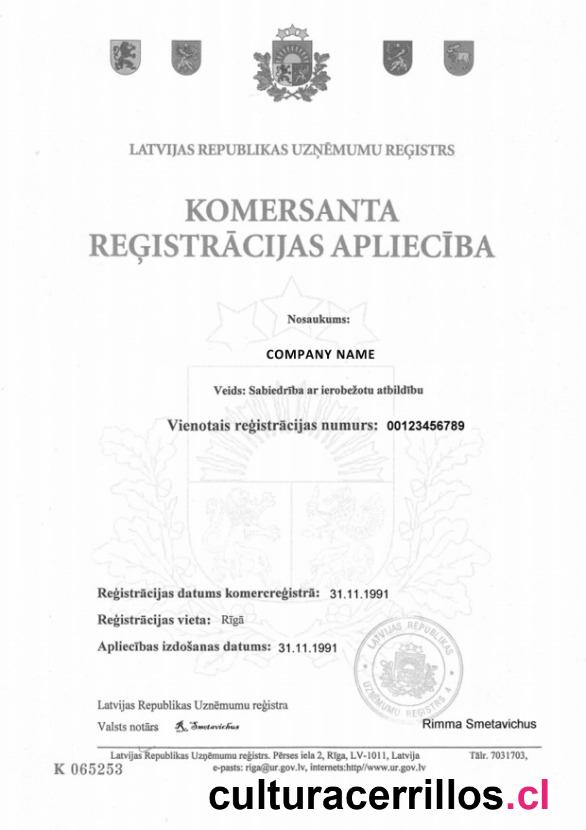 LATVIJAS REPUBLIKAS UZŅĒMUMU REĢISTRS
KOMERSANTA
REĢISTRĀCIJAS APLIECĪBA
Nosaukums:
COMPANY NAME
Veids: Sabiedrība ar ierobežotu atbildību
Vienotais reģistrācijas numurs: 00123456789
Reģistrācijas datums komercreģistrā: 31.11.1991
Reģistrācijas vieta: Rīgā
Apliecības izdošanas datums: 31.11.1991
LATVIJAS REPUBLIKAS
UZŅĒMUMU REĢISTRS 4
Latvijas Republikas Uzņēmumu reģistra
Valsts notārs R. Smetavichus Rimma Smetavichus
Latvijas Republikas Uzņēmumu reģistrs. Pērses iela 2, Rīga, LV-1011, Latvija Tālr. 7031703,
K 065253 e-pasts: riga@ur.gov.lv, internets:http//www.ur.gov.lv
culturacerrillos.cl